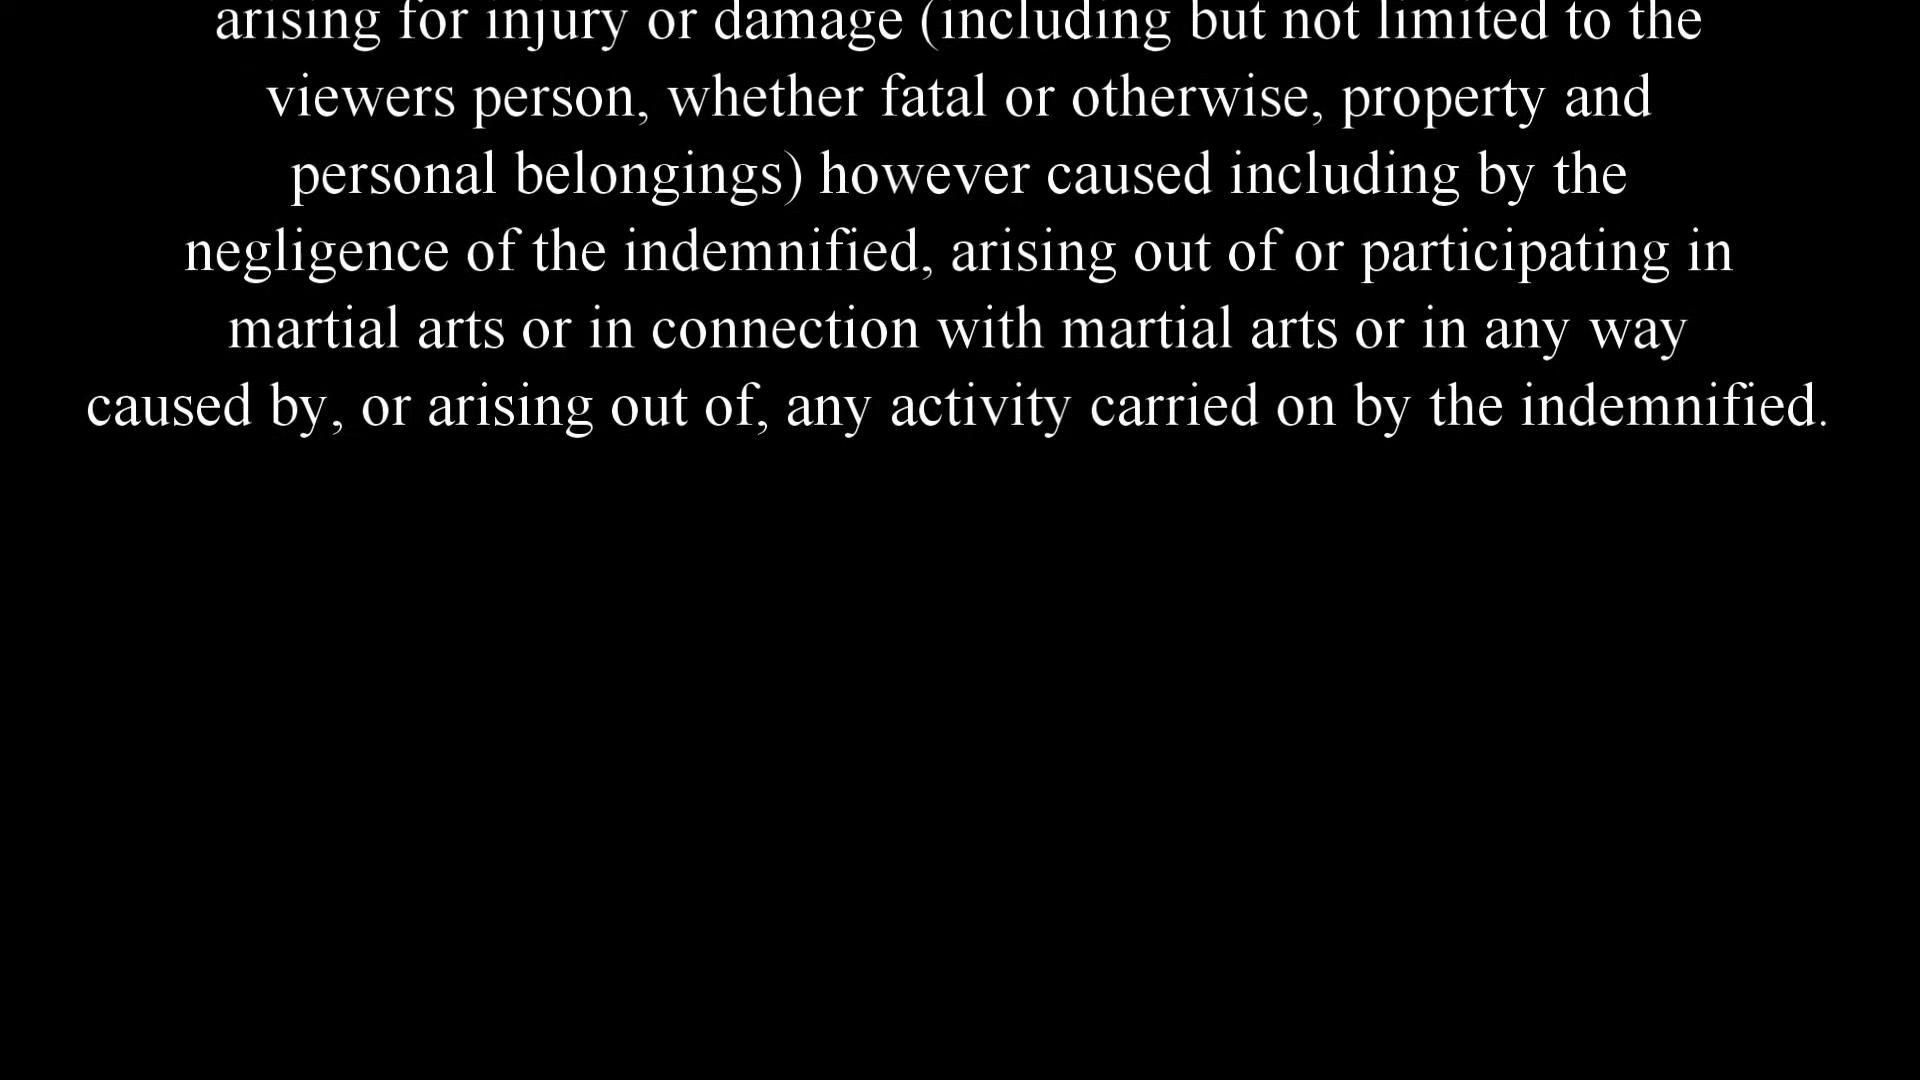 arising for injury or damage (including but not limited to the
viewers person, whether fatal or otherwise, property and
personal belongings) however caused including by the
negligence of the indemnified, arising out of or participating in
martial arts or in connection with martial arts or in any way
caused by, or arising out of, any activity carried on by the indemnified.